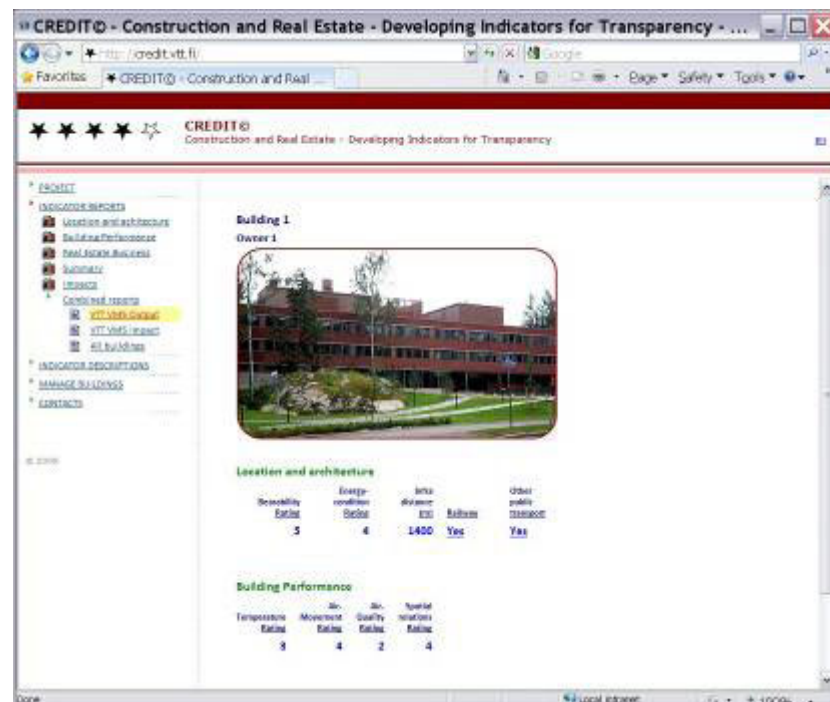 CREDIT© - Construction and Real Estate - Developing Indicators for Transparency - ...
http://credit.vtt.fi/
Google
Favorites
CREDIT© - Construction and Real ...
Page
Safety
Tools
CREDIT©
Construction and Real Estate - Developing Indicators for Transparency
PROJECT
INDICATOR REPORTS
Location and architecture
Building Performance
Real Estate Business
Summary
Impacts
Combined reports
VTT VMS Output
VTT VMS Impact
All buildings
INDICATOR DESCRIPTIONS
MANAGE BUILDINGS
CONTACTS
Building 1
Owner 1
Location and architecture
Rating
Energy-condition Rating
distance
Railway
Other public transport
5 4 1400 Yes Yes
Building Performance
Temperature Rating
Air-Movement Rating
Air-Quality Rating
Spatial relations Rating
3 4 2 4
Done
Local intranet
100%